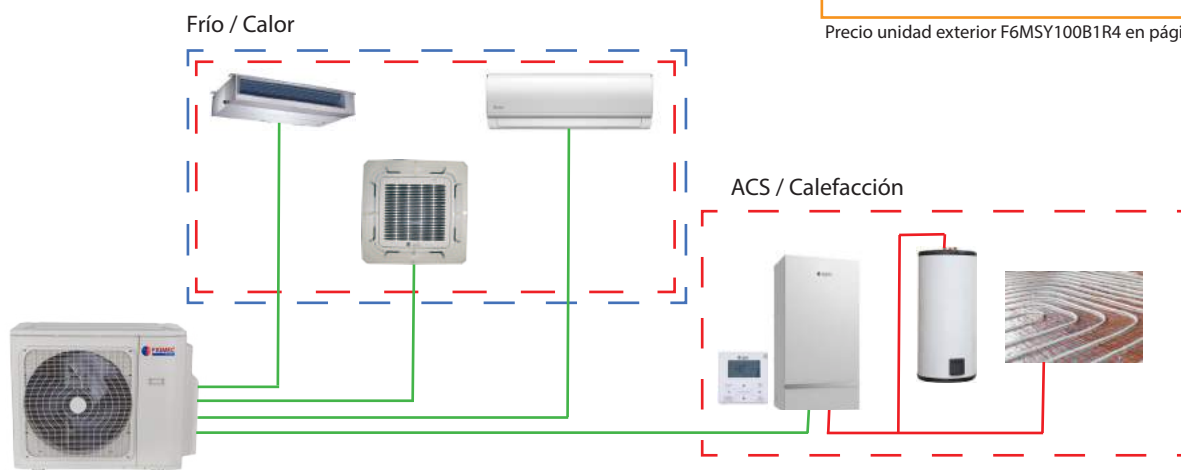 Precio unidad exterior F6MSY100B1R4 en pági
Frío / Calor
ACS / Calefacción